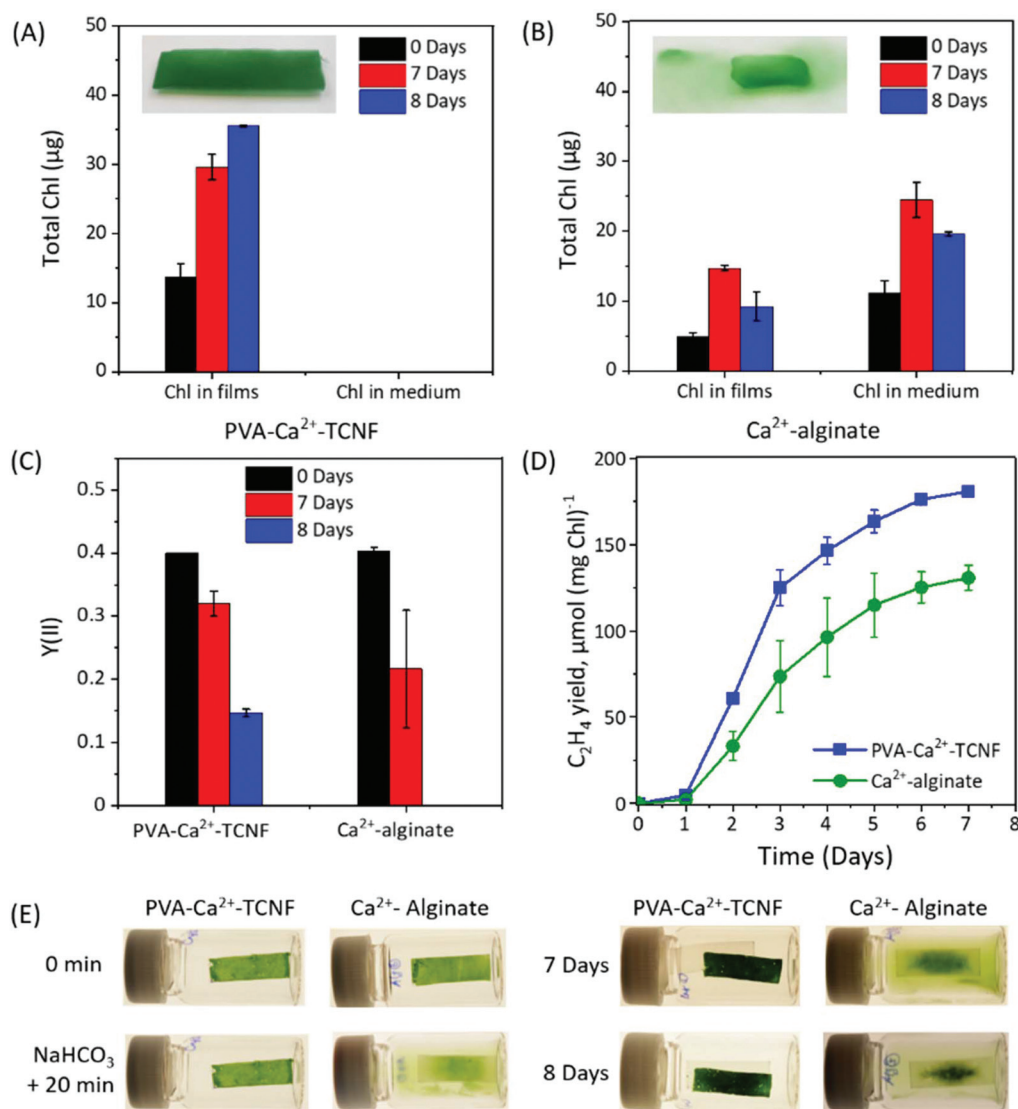 (A)
50
40
30
20
10
0
Total Chl (μg)
0 Days
7 Days
8 Days
Chl in films
Chl in medium
PVA-Ca²⁺-TCNF
(B)
50
40
30
20
10
0
Total Chl (μg)
0 Days
7 Days
8 Days
Chl in films
Chl in medium
Ca²⁺-alginate
(C)
0.5
0.4
0.3
0.2
0.1
0
Y(II)
0 Days
7 Days
8 Days
PVA-Ca²⁺-TCNF
Ca²⁺-alginate
(D)
200
150
100
50
0
C₂H₄ yield, μmol (mg Chl)⁻¹
PVA-Ca²⁺-TCNF
Ca²⁺-alginate
0 1 2 3 4 5 6 7 8
Time (Days)
(E)
PVA-Ca²⁺-TCNF
Ca²⁺- Alginate
PVA-Ca²⁺-TCNF
Ca²⁺- Alginate
0 min
7 Days
NaHCO₃
+ 20 min
8 Days